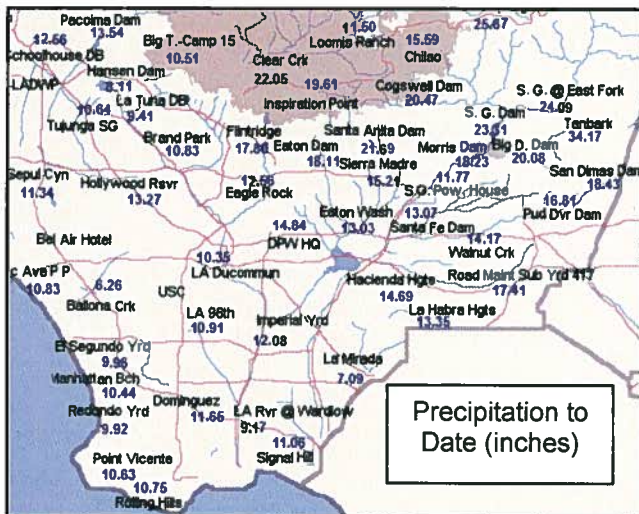 Pacoima Dam
13.54
12.66
Schoolhouse DB
Big T.-Camp 15
10.51
11.50
Loomis Ranch
15.59
Chilao
25.67
Clear Crk
22.05
-LADWP
Hansen Dam
8.11
19.61
Inspiration Point
Cogswell Dam
20.47
S. G. @ East Fork
24.09
10.64
La Tuna DB
9.41
Tujunga SG
Brand Park
10.83
Flintridge
Eaton Dam
18.11
Santa Anita Dam
21.69
Sierra Madre
15.21
S. G. Dam
23.31
Morris Dam
18.23
11.77
Big D. Dam
20.08
Tanbark
34.17
San Dimas Dam
18.43
Sepul Cyn
11.34
Hollywood Rsvr
13.27
Eagle Rock
S.G. Pow. House
13.07
16.81
Pud Dvr Dam
14.84
DPW HQ
Eaton Wash
13.03
Santa Fe Dam
14.17
Walnut Crk
Bel Air Hotel
10.35
LA Ducommun
c Ave P P
10.83
6.26
Ballona Crk
USC
LA 96th
10.91
Imperial Yrd
12.08
Hacienda Hgts
14.69
Road Maint Sub Yrd 417
17.41
La Habra Hgts
13.35
El Segundo Yrd
9.96
Manhattan Bch
10.44
La Mirada
7.09
Redondo Yrd
9.92
Dominguez
11.65
LA Rvr @ Wardlow
9.17
11.06
Signal Hill
Point Vicente
10.63
10.75
Rolling Hills
Precipitation to
Date (inches)